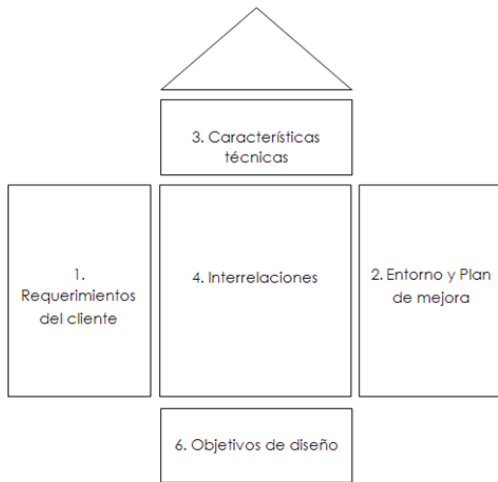 3. Características
técnicas
1.
Requerimientos
del cliente
4. Interrelaciones
2. Entorno y Plan
de mejora
6. Objetivos de diseño